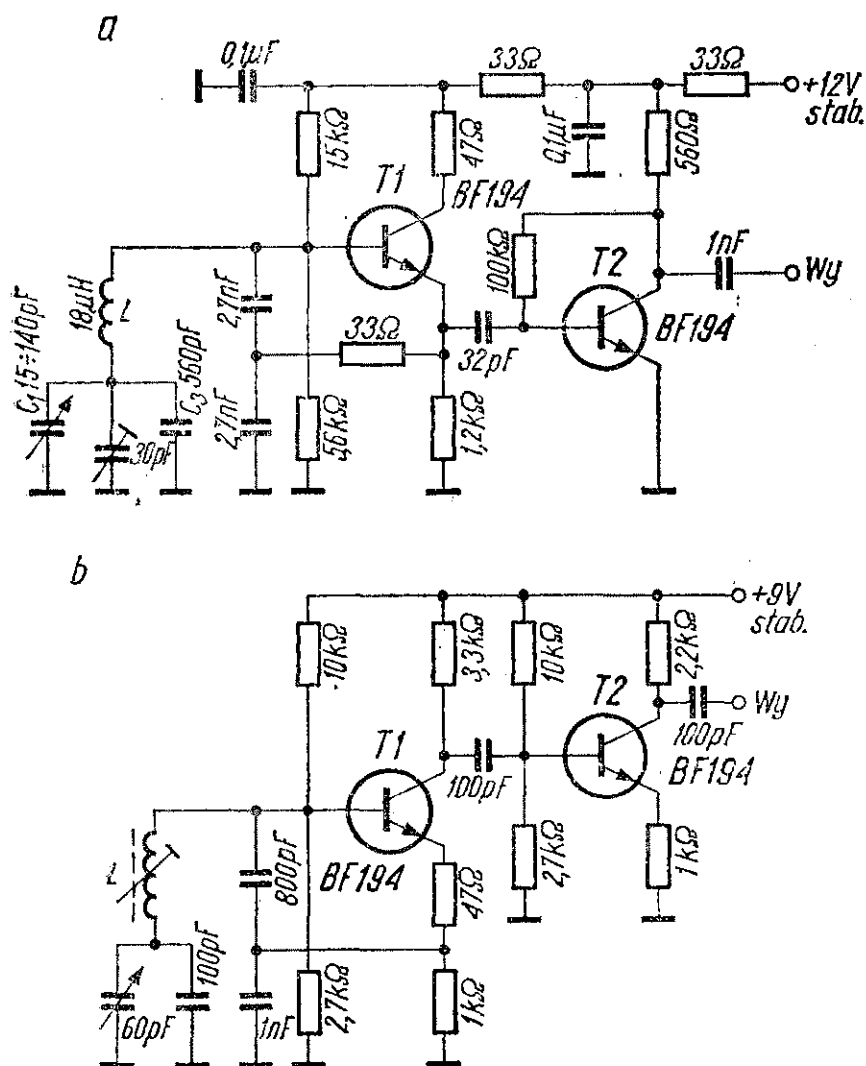 a
0,1μF
33Ω
33Ω
+12V
stab.
15kΩ
47Ω
0,1μF
560Ω
T1
BF194
100kΩ
T2
1nF
Wy
18μH
L
2,7nF
33Ω
32pF
BF194
C₁ 15÷140pF
30pF
C₃ 560pF
2,7nF
5,6kΩ
1,2kΩ
b
+9V
stab.
10kΩ
3,3kΩ
10kΩ
2,2kΩ
T1
T2
Wy
100pF
100pF
BF194
L
800pF
BF194
47Ω
2,7kΩ
1kΩ
60pF
100pF
1nF
2,7kΩ
1kΩ